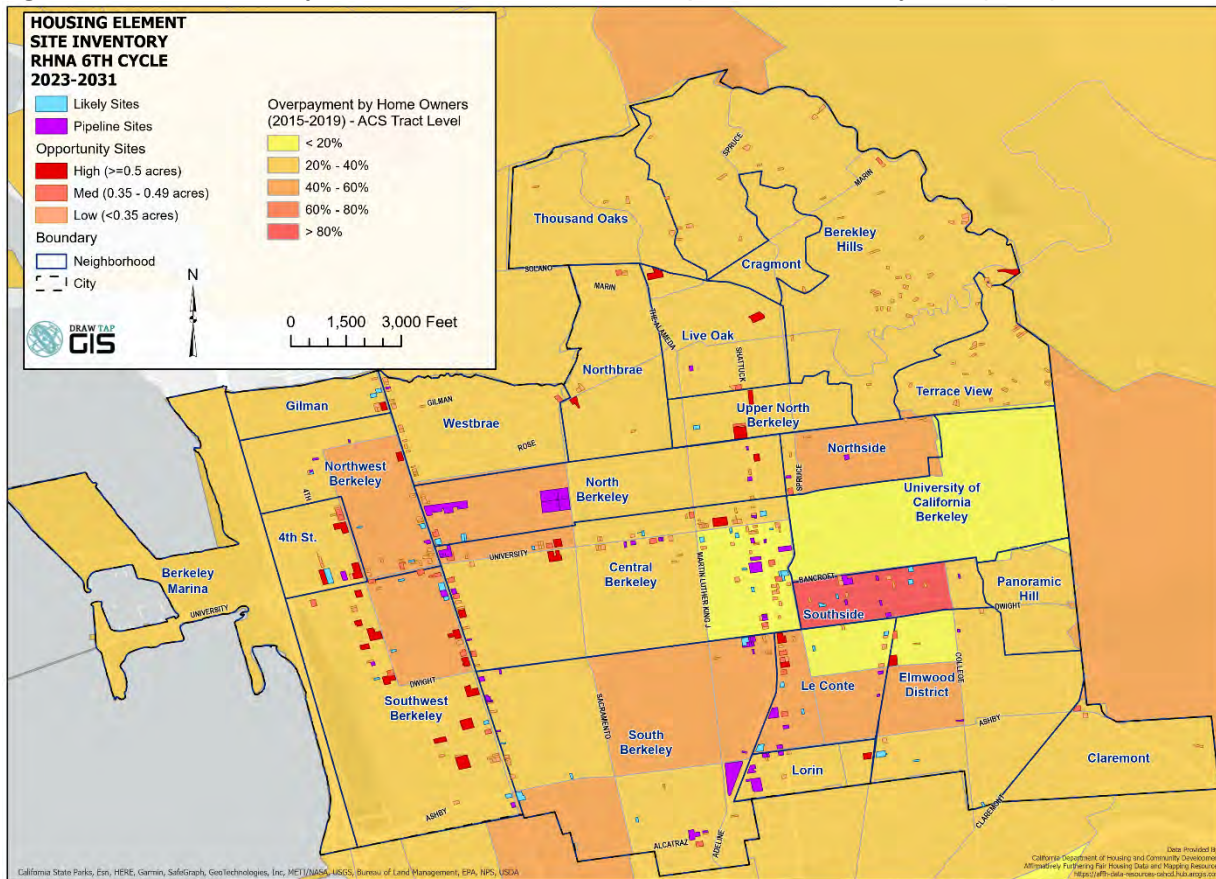 HOUSING ELEMENT
SITE INVENTORY
RHNA 6TH CYCLE
2023-2031
Likely Sites
Pipeline Sites
Opportunity Sites
High (>=0.5 acres)
Med (0.35 - 0.49 acres)
Low (<0.35 acres)
Boundary
Neighborhood
City
Overpayment by Home Owners
(2015-2019) - ACS Tract Level
< 20%
20% - 40%
40% - 60%
60% - 80%
> 80%
N
DRAW TAP
GIS
0 1,500 3,000 Feet
SPRUCE
MARIN
Thousand Oaks
Berekley
Hills
Cragmont
SOLANO
MARIN
THE ALAMEDA
Live Oak
SHATTUCK
Northbrae
Terrace View
Gilman
GILMAN
Westbrae
ROSE
Upper North
Berkeley
Northwest
Berkeley
4TH
North
Berkeley
SPRUCE
Northside
University of
California
Berkeley
4th St.
UNIVERSITY
Central
Berkeley
MARTIN LUTHER KING J
BANCROFT
Southside
Panoramic
Hill
DWIGHT
Berkeley
Marina
UNIVERSITY
DWIGHT
Southwest
Berkeley
SACRAMENTO
South
Berkeley
Le Conte
Elmwood
District
COLLEGE
ASHBY
Lorin
Claremont
CLAREMONT
ASHBY
ALCATRAZ
ADELINE
California State Parks, Esri, HERE, Garmin, SafeGraph, GeoTechnologies, Inc, METI/NASA, USGS, Bureau of Land Management, EPA, NPS, USDA
Data Provided By
California Department of Housing and Community Development
Affirmatively Furthering Fair Housing Data and Mapping Resources